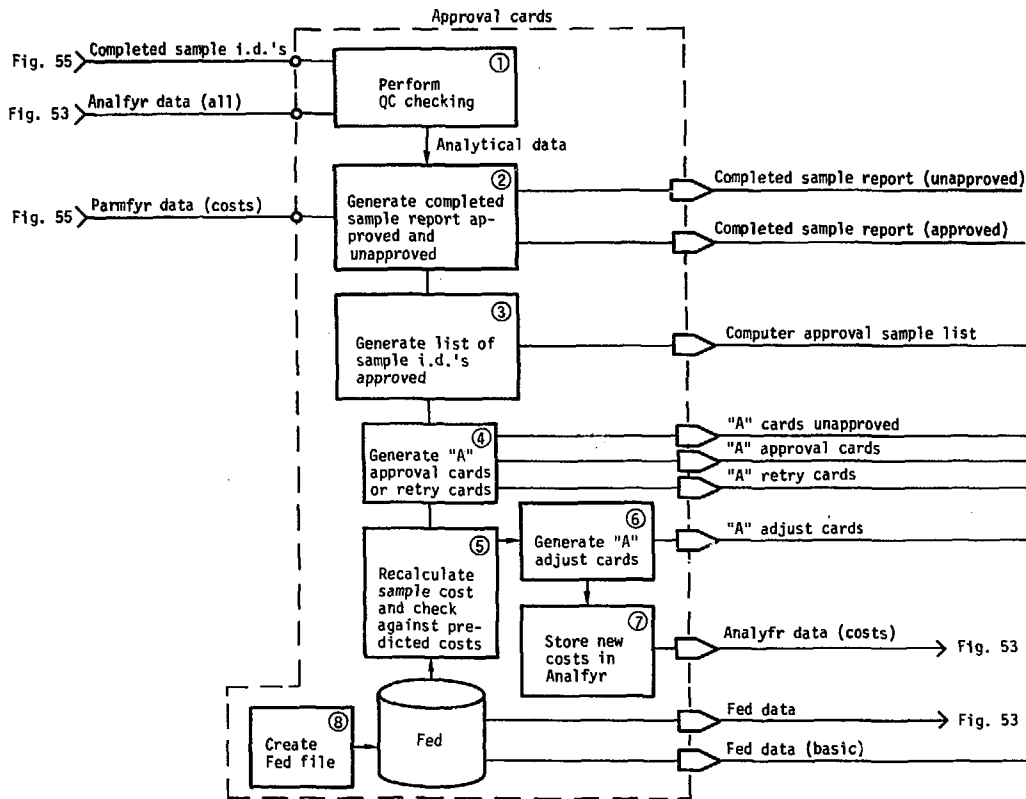 Approval cards
Fig. 55
Completed sample i.d.'s
①
Perform
QC checking
Fig. 53
Analfyr data (all)
Analytical data
②
Generate completed
sample report ap-
proved and
unapproved
Completed sample report (unapproved)
Fig. 55
Parmfyr data (costs)
Completed sample report (approved)
③
Generate list of
sample i.d.'s
approved
Computer approval sample list
④
Generate "A"
approval cards
or retry cards
"A" cards unapproved
"A" approval cards
"A" retry cards
⑤
Recalculate
sample cost
and check
against pre-
dicted costs
⑥
Generate "A"
adjust cards
"A" adjust cards
⑦
Store new
costs in
Analfyr
Analyfr data (costs)
Fig. 53
⑧
Create
Fed file
Fed
Fed data
Fig. 53
Fed data (basic)